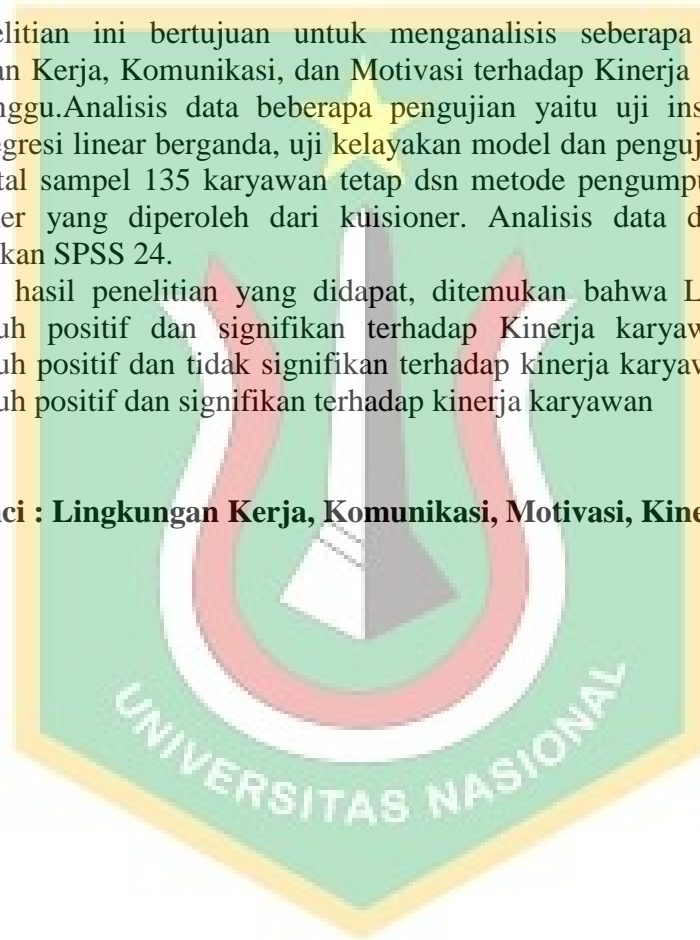 elitian ini bertujuan untuk menganalisis seberapa
an Kerja, Komunikasi, dan Motivasi terhadap Kinerja
nggu.Analisis data beberapa pengujian yaitu uji ins
egresi linear berganda, uji kelayakan model dan penguj
tal sampel 135 karyawan tetap dsn metode pengumpu
er yang diperoleh dari kuisioner. Analisis data d
kan SPSS 24.
hasil penelitian yang didapat, ditemukan bahwa L
uh positif dan signifikan terhadap Kinerja karyaw
uh positif dan tidak signifikan terhadap kinerja karyaw
uh positif dan signifikan terhadap kinerja karyawan
nci : Lingkungan Kerja, Komunikasi, Motivasi, Kine
UNIVERSITAS NASIONAL